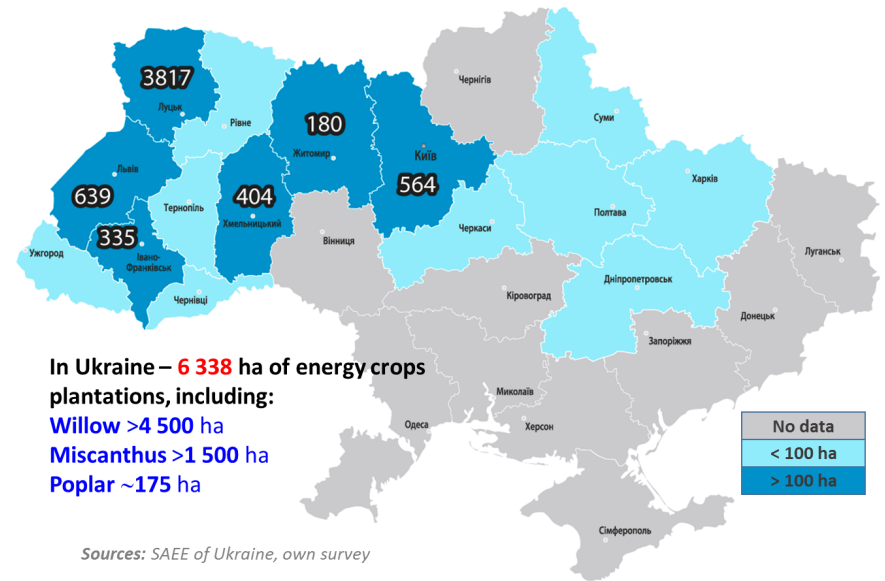 3817
Луцьк
Рівне
180
Житомир
Київ
564
Чернігів
Суми
Львів
639
Тернопіль
404
Хмельницький
335
Івано-
Франківськ
Ужгород
Чернівці
Вінниця
Черкаси
Полтава
Харків
Луганськ
Дніпропетровськ
Кіровоград
Донецьк
Запоріжжя
Миколаїв
Одеса
Херсон
Сімферополь
In Ukraine – 6 338 ha of energy crops
plantations, including:
Willow >4 500 ha
Miscanthus >1 500 ha
Poplar ~175 ha
No data
< 100 ha
> 100 ha
Sources: SAEE of Ukraine, own survey